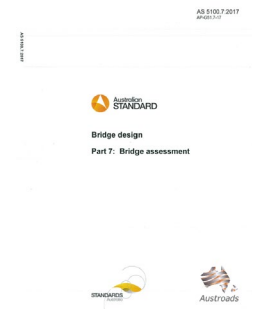 AS 5100.7:2017
AP-G51.7-17
AS 5100.7:2017
Australian
STANDARD
Bridge design
Part 7: Bridge assessment
STANDARDS
Australia
Austroads